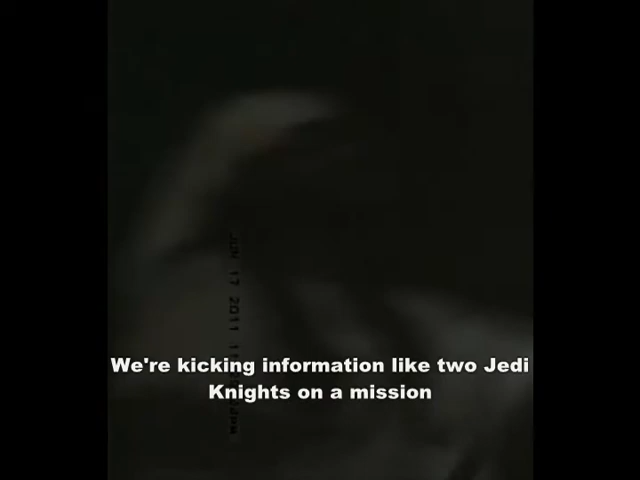 JUN 17 2011
We're kicking information like two Jedi
Knights on a mission